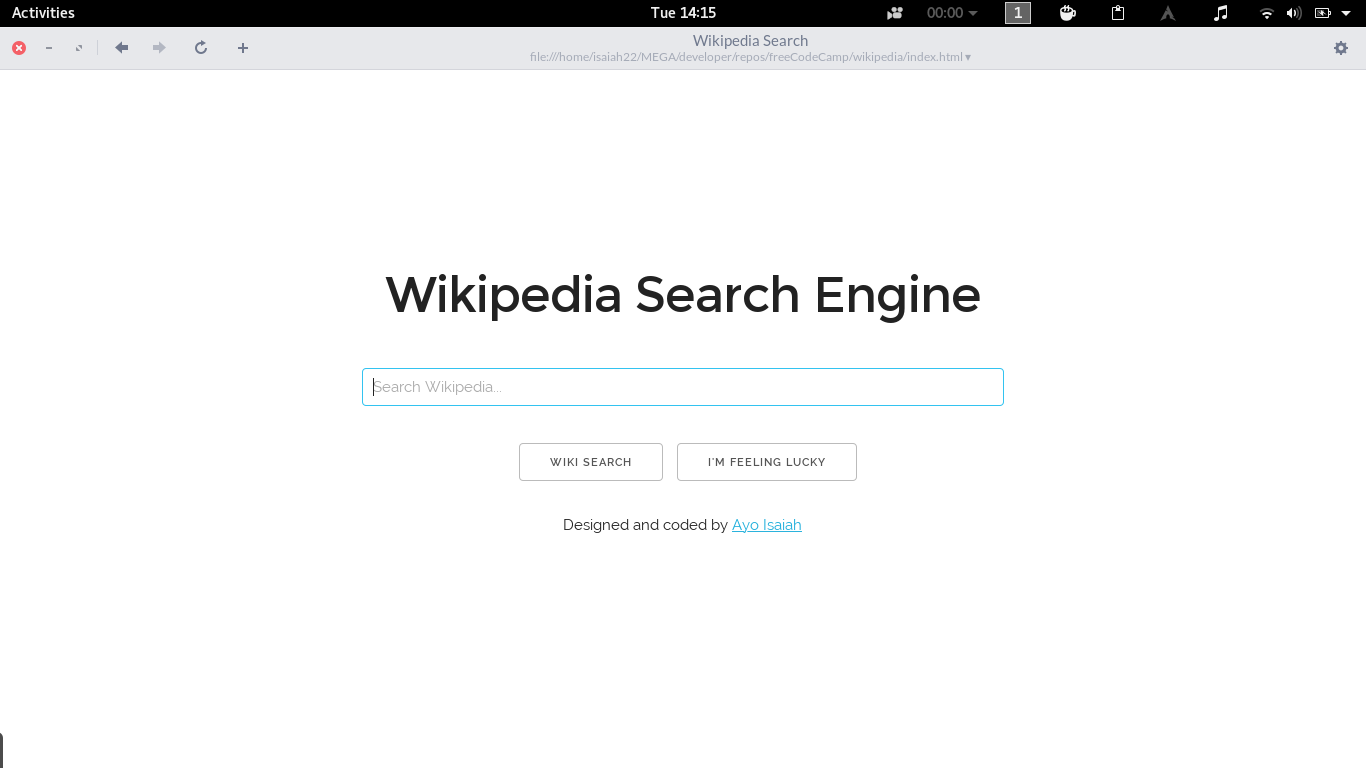 Activities
Tue 14:15
00:00
1
Wikipedia Search
file:///home/isaiah22/MEGA/developer/repos/freeCodeCamp/wikipedia/index.html
Wikipedia Search Engine
Search Wikipedia...
WIKI SEARCH
I'M FEELING LUCKY
Designed and coded by Ayo Isaiah